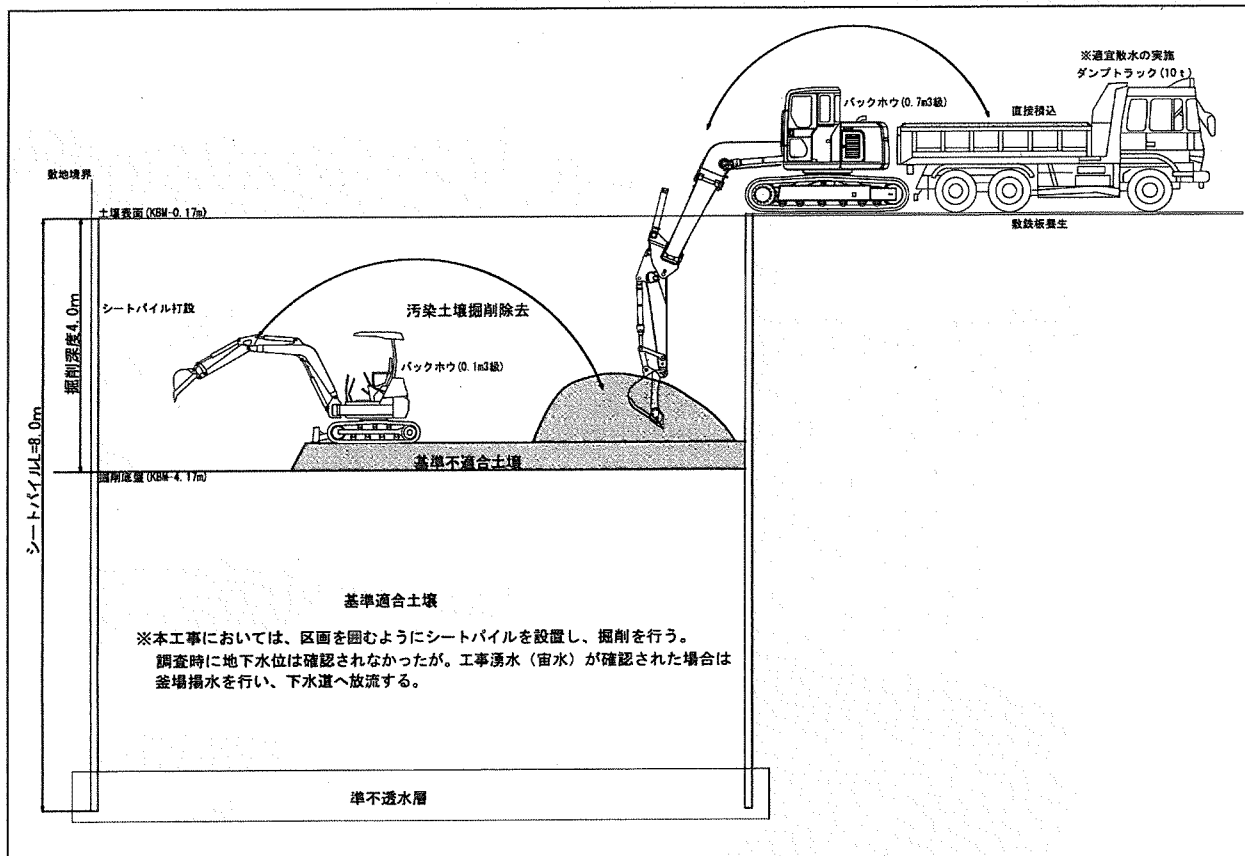 ※適宜散水の実施
ダンプトラック(10t)
バックホウ(0.7m3級)
直接積込
敷地境界
土壌表面(KBM-0.17m)
敷鉄板養生
シートパイル打設
汚染土壌掘削除去
掘削深度4.0m
バックホウ(0.1m3級)
シートパイルL=8.0m
基準不適合土壌
掘削底盤(KBM-4.17m)
基準適合土壌
※本工事においては、区画を囲むようにシートパイルを設置し、掘削を行う。
調査時に地下水位は確認されなかったが。工事湧水（宙水）が確認された場合は
釜場揚水を行い、下水道へ放流する。
準不透水層